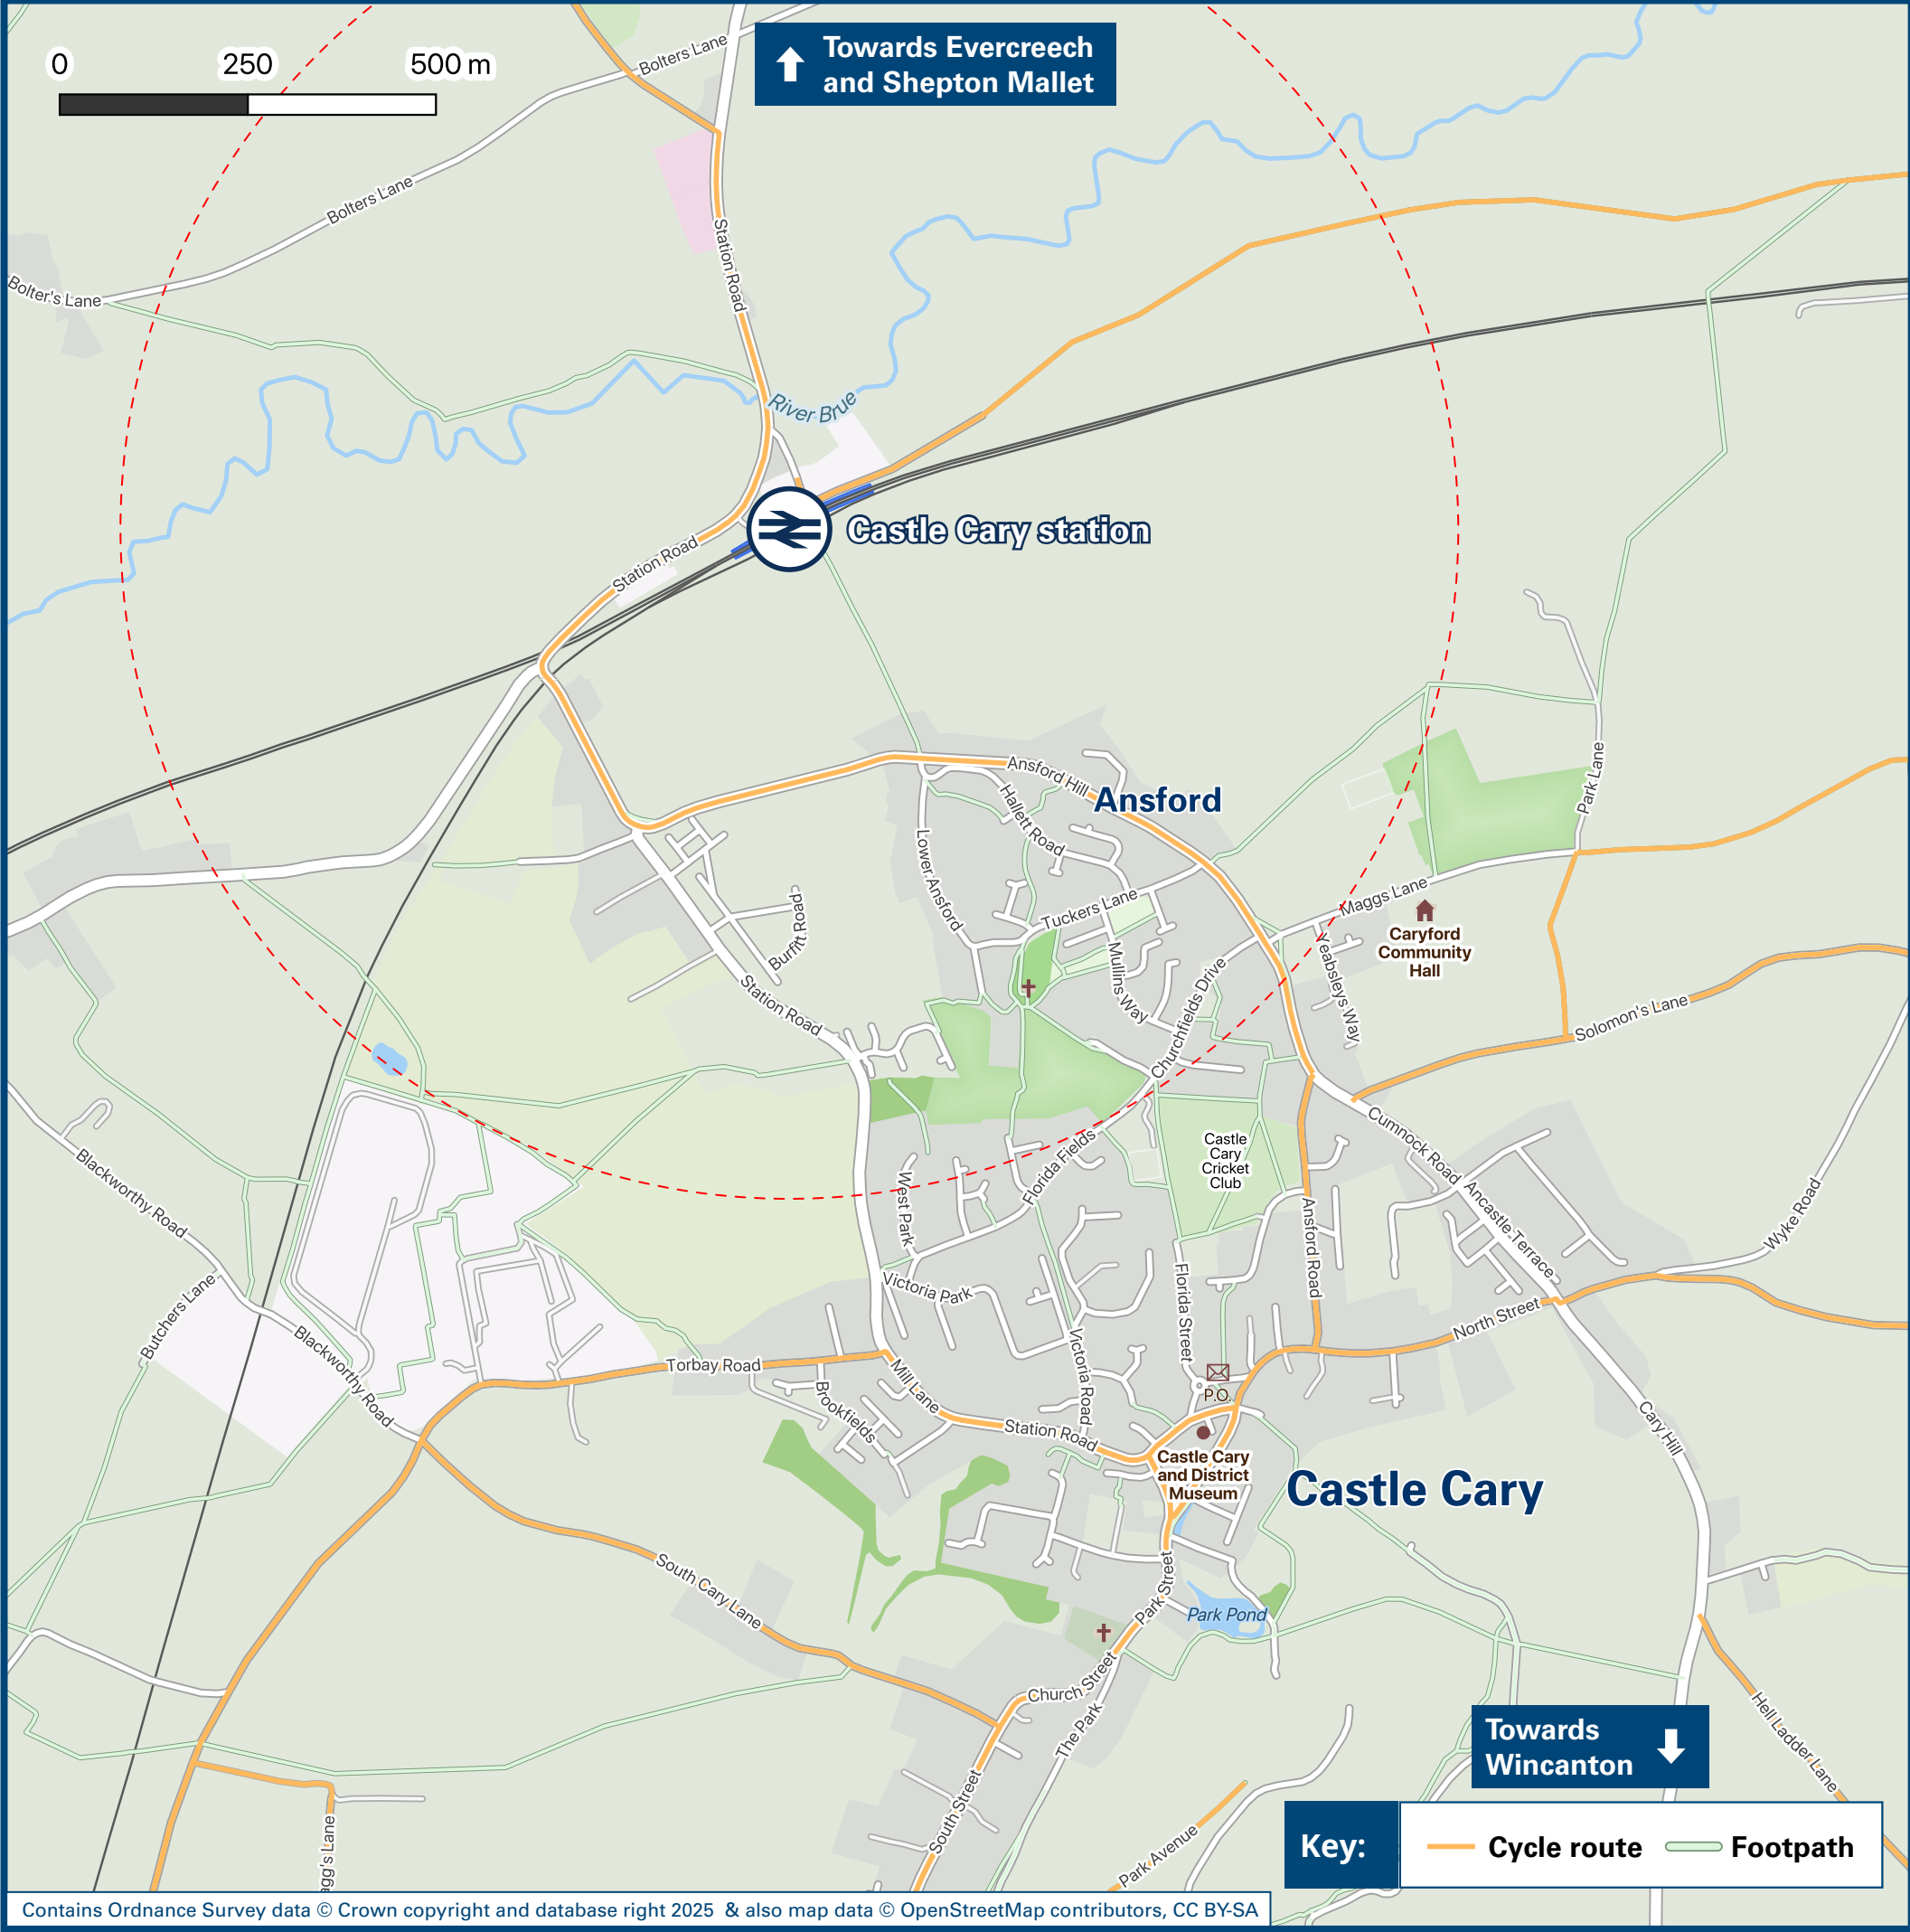 0 250 500 m
Towards Evercreech
and Shepton Mallet
Bolters Lane
Bolters Lane
Bolter's Lane
Station Road
River Brue
Castle Cary station
Station Road
Ansford Hill
Ansford
Hallett Road
Lower Ansford
Tuckers Lane
Park Lane
Maggs Lane
Caryford
Community
Hall
Burfitt Road
Mullins Way
Yeabsleys Way
Churchfields Drive
Station Road
Solomon's Lane
Cumnock Road
Castle
Cary
Cricket
Club
Florida Fields
West Park
Blackworthy Road
Ansford Road
Ancastle Terrace
Wyke Road
Victoria Park
Florida Street
Butchers Lane
Blackworthy Road
North Street
Torbay Road
Mill Lane
Victoria Road
P.O.
Brookfields
Station Road
Cary Hill
Castle Cary
and District
Museum
Castle Cary
South Cary Lane
Park Street
Park Pond
Church Street
The Park
Towards
Wincanton
Hell Ladder Lane
South Street
agg's Lane
Park Avenue
Key:
Cycle route
Footpath
Contains Ordnance Survey data © Crown copyright and database right 2025 & also map data © OpenStreetMap contributors, CC BY-SA